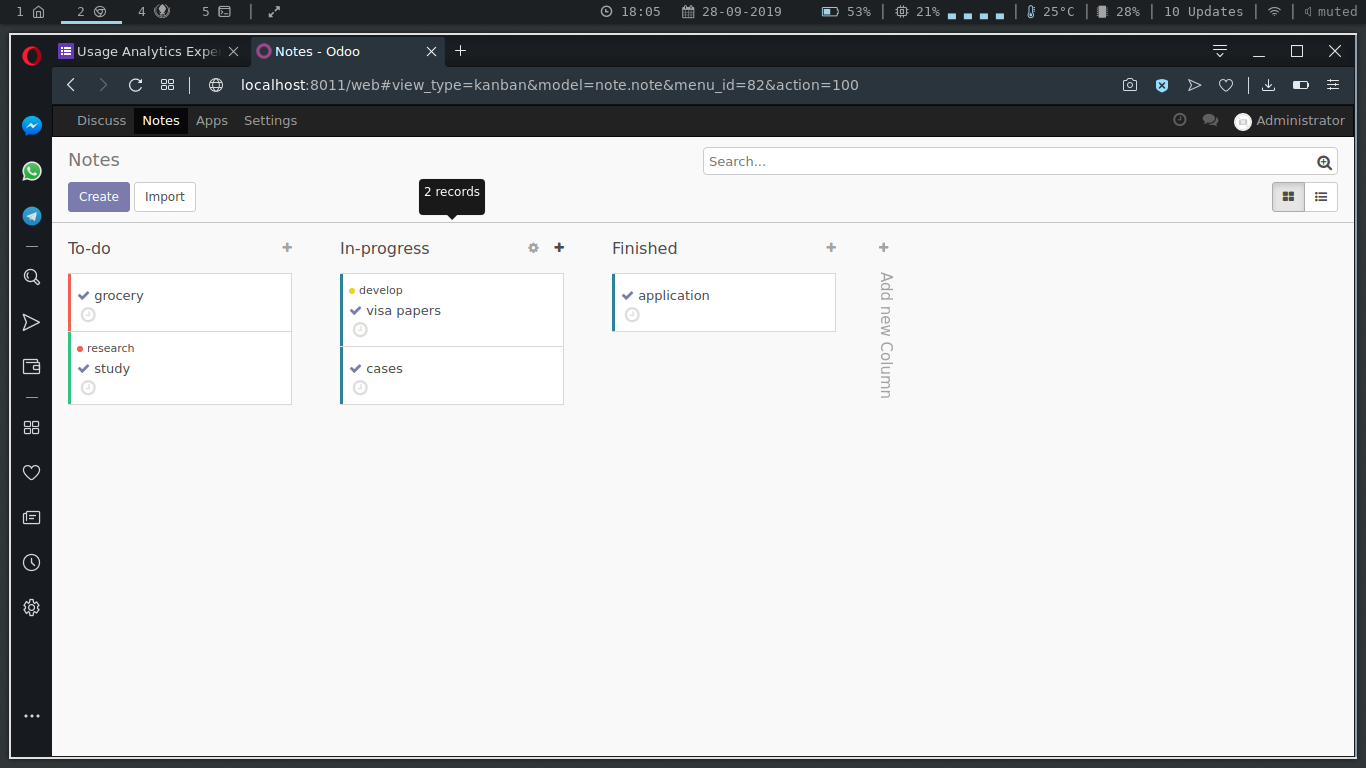 1 2 4 5 18:05 28-09-2019 53% 21% 25°C 28% 10 Updates muted
Usage Analytics Expe Notes - Odoo
localhost:8011/web#view_type=kanban&model=note.note&menu_id=82&action=100
Discuss Notes Apps Settings Administrator
Notes Search...
Create Import 2 records
To-do In-progress Finished
grocery
research
study
develop
visa papers
cases
application
Add new Column